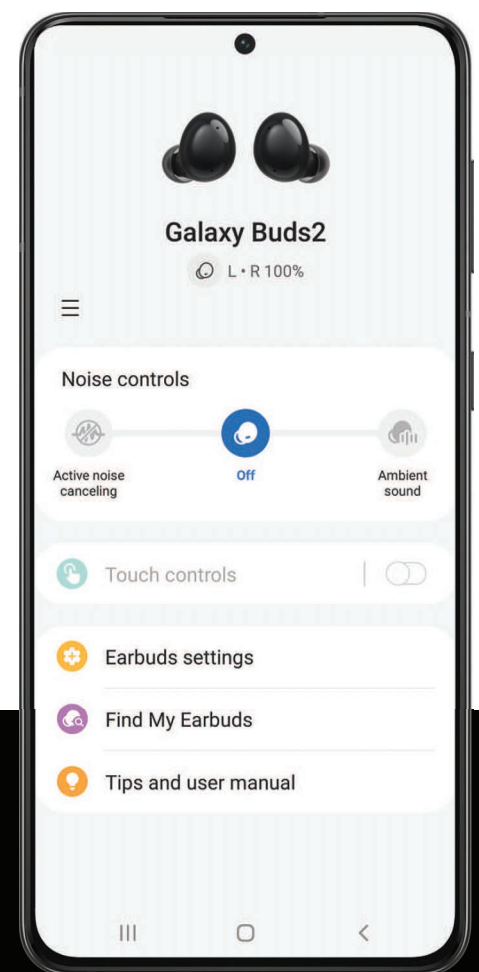 Galaxy Buds2
L • R 100%
Noise controls
Active noise
canceling
Off
Ambient
sound
Touch controls
Earbuds settings
Find My Earbuds
Tips and user manual